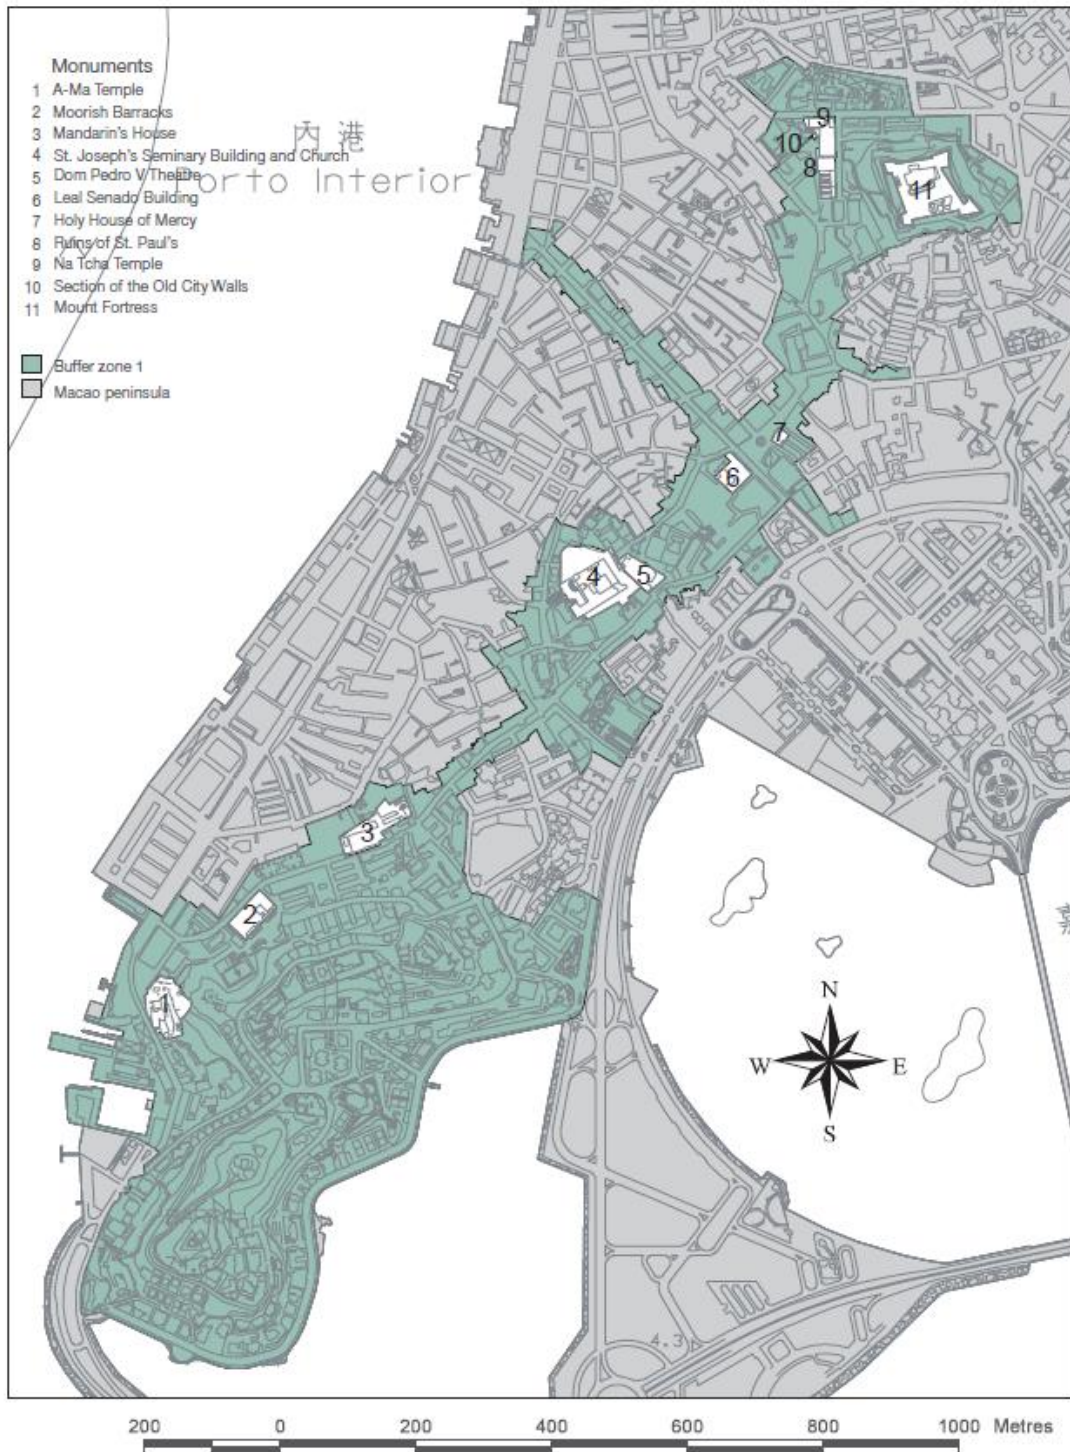 Monuments
1 A-Ma Temple
2 Moorish Barracks
3 Mandarin's House
4 St. Joseph's Seminary Building and Church
5 Dom Pedro V Theatre
6 Leal Senado Building
7 Holy House of Mercy
8 Ruins of St. Paul's
9 Na Tcha Temple
10 Section of the Old City Walls
11 Mount Fortress
Buffer zone 1
Macao peninsula
內港
Porto Interior
9
10
8
11
7
6
4
5
3
2
1
N
W E
S
4.3
200 0 200 400 600 800 1000 Metres